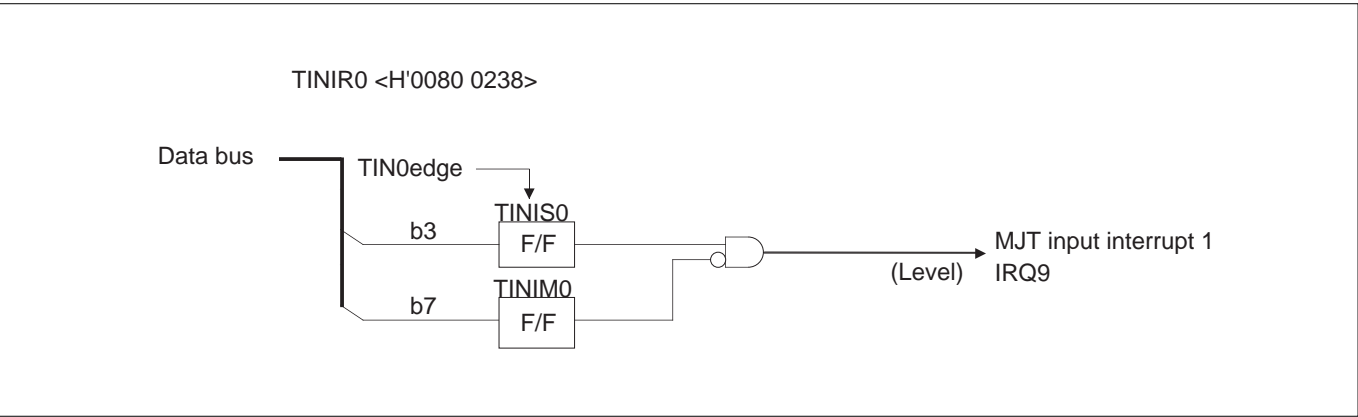 TINIR0 <H'0080 0238>
Data bus
TIN0edge
TINIS0
b3
F/F
MJT input interrupt 1
(Level)
IRQ9
TINIM0
b7
F/F